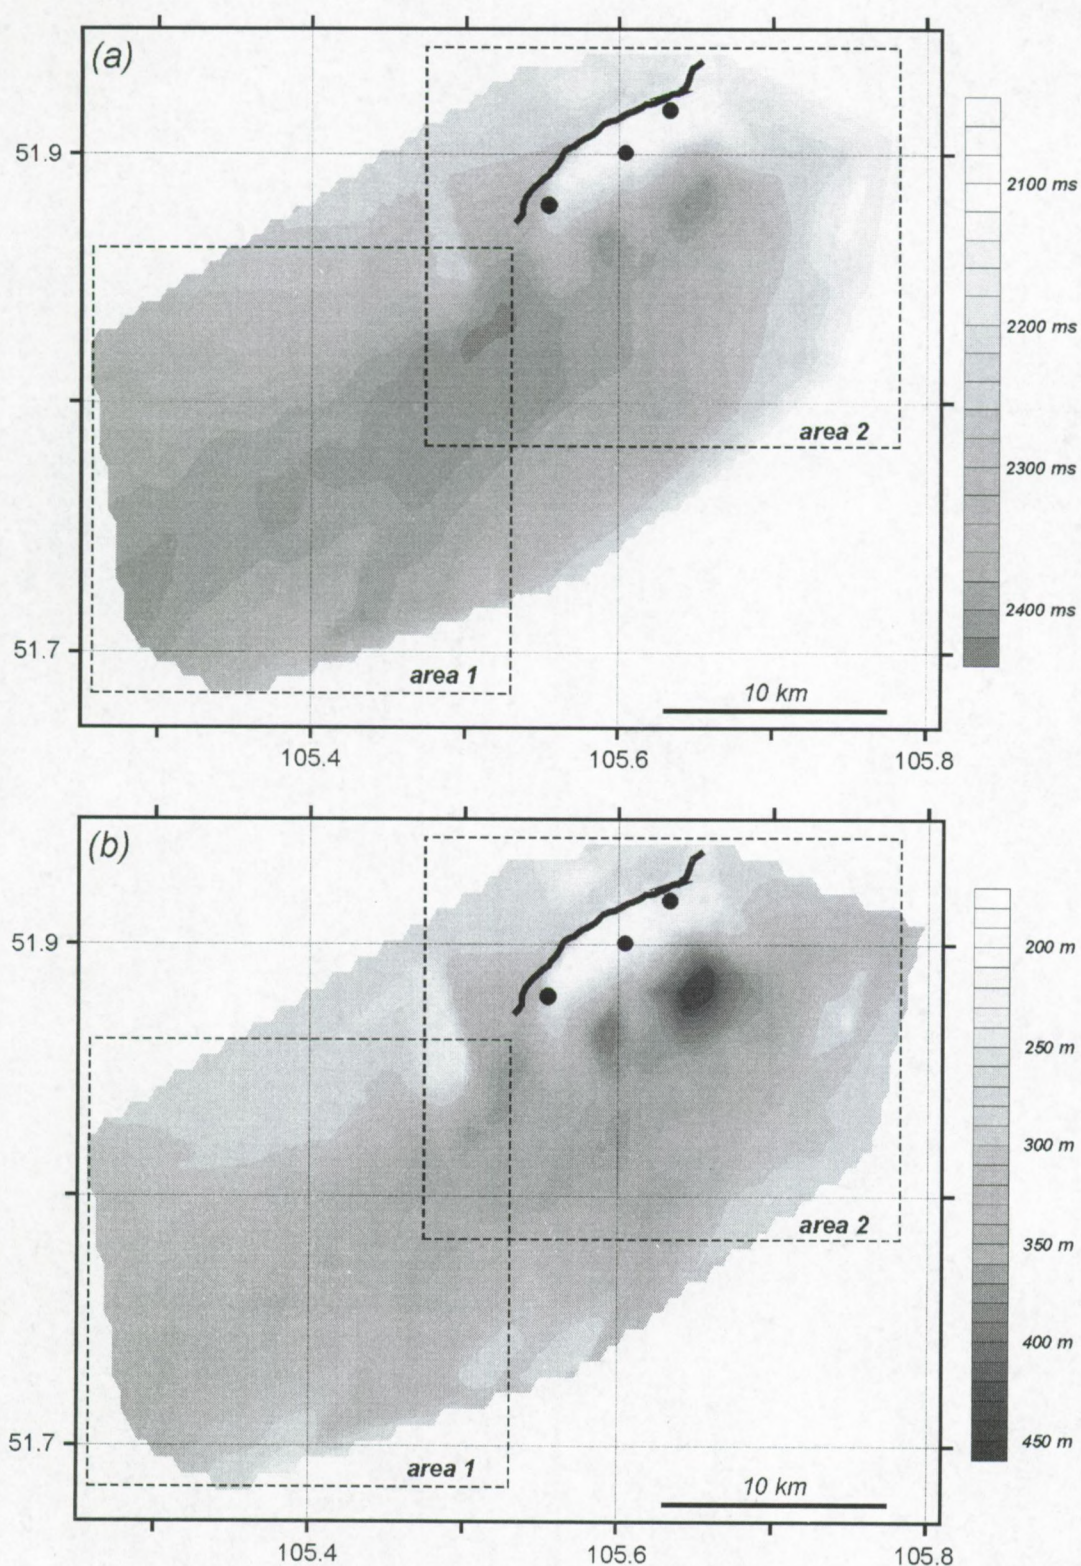 (a)
51.9
2100 ms
2200 ms
area 2
2300 ms
2400 ms
51.7
area 1
10 km
105.4 105.6 105.8
(b)
51.9
200 m
250 m
300 m
area 2
350 m
400 m
51.7
area 1
450 m
10 km
105.4 105.6 105.8